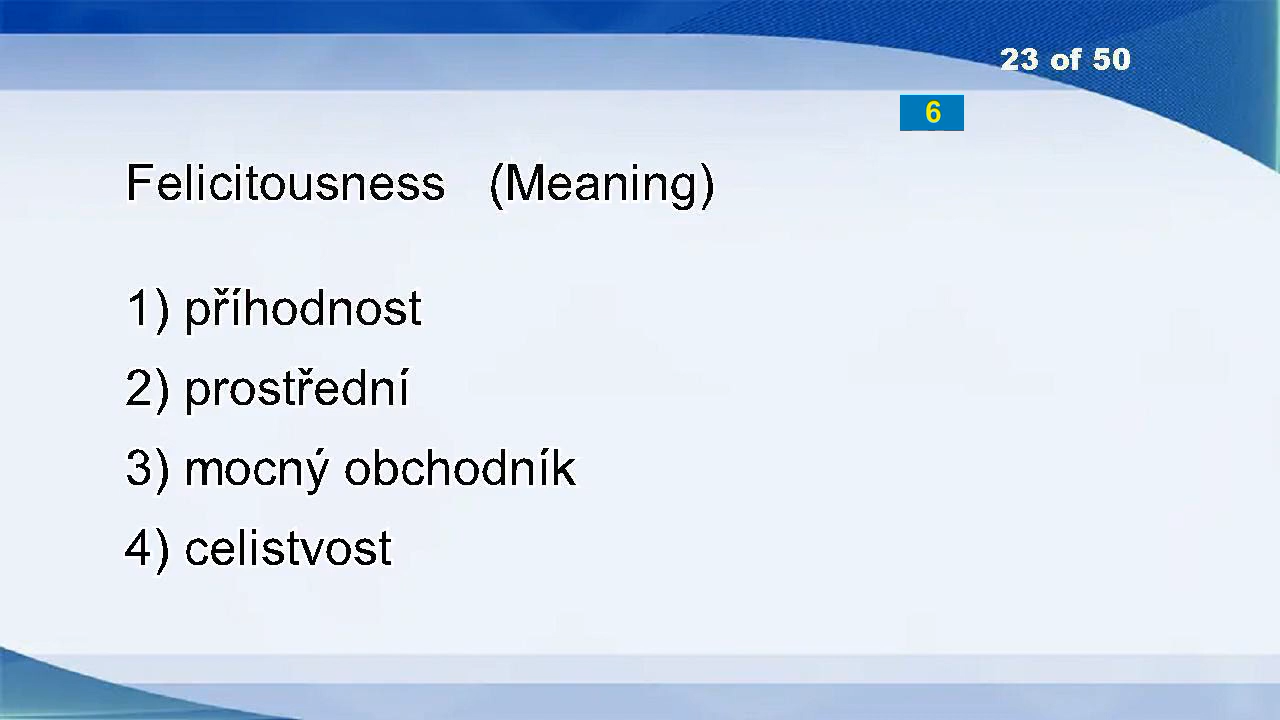 23 of 50
6
Felicitousness (Meaning)
1) příhodnost
2) prostřední
3) mocný obchodník
4) celistvost